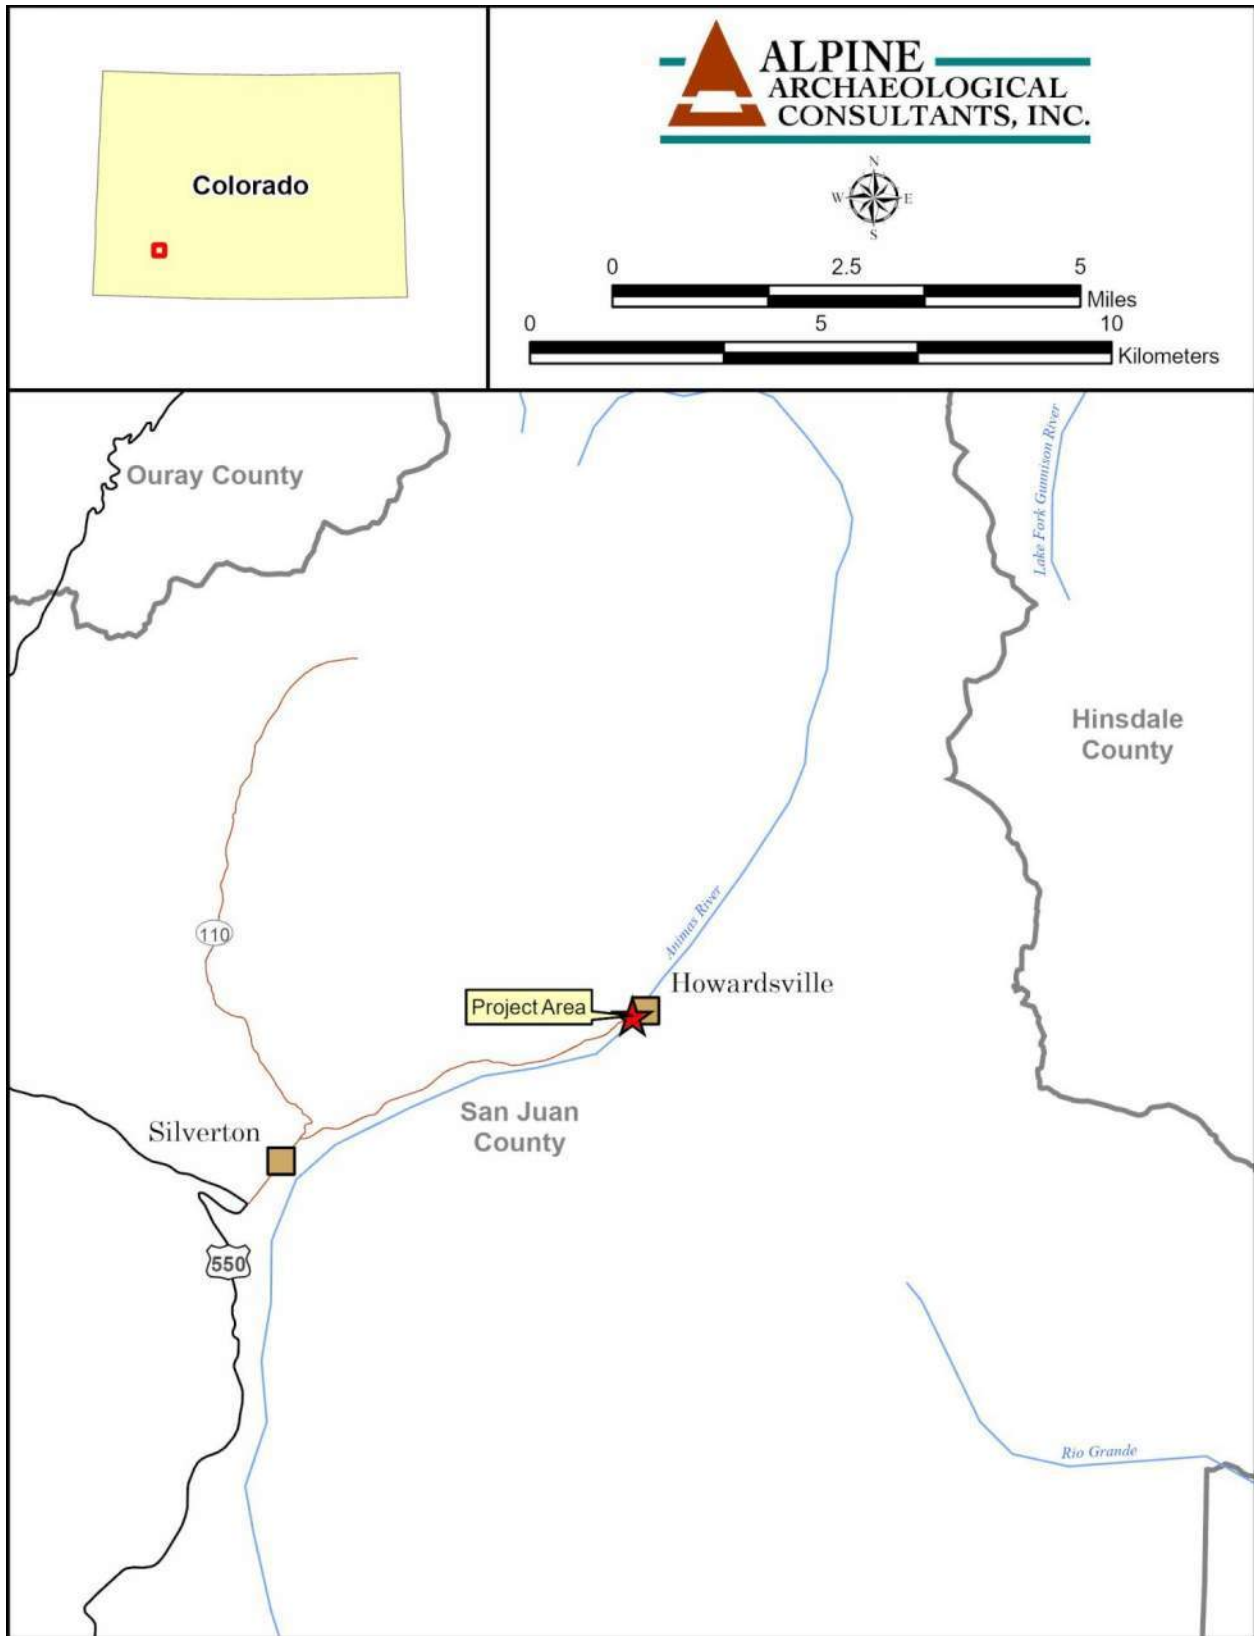 Colorado
ALPINE
ARCHAEOLOGICAL
CONSULTANTS, INC.
N
W E
S
0 2.5 5
Miles
0 5 10
Kilometers
Ouray County
Lake Fork Gunnison River
Hinsdale
County
110
Animas River
Howardsville
Project Area
San Juan
County
Silverton
550
Rio Grande